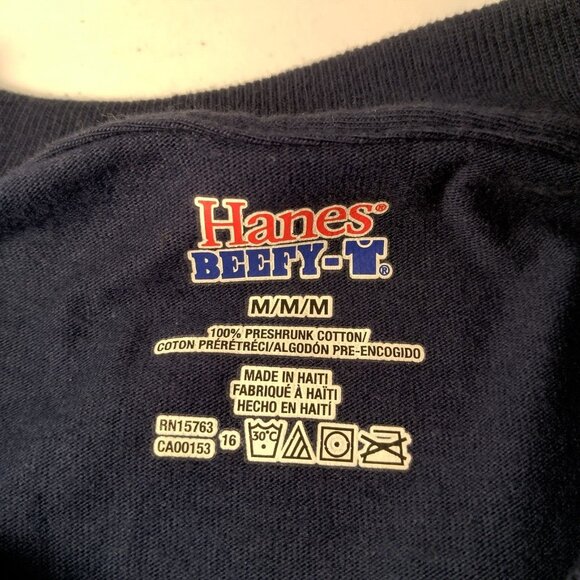 Hanes®
BEEFY-T®
M/M/M
100% PRESHRUNK COTTON/
COTON PRÉRÉTRÉCI/ALGODÓN PRE-ENCOGIDO
MADE IN HAITI
FABRIQUÉ À HAÏTI
HECHO EN HAITÍ
RN15763
CA00153
16
30°C